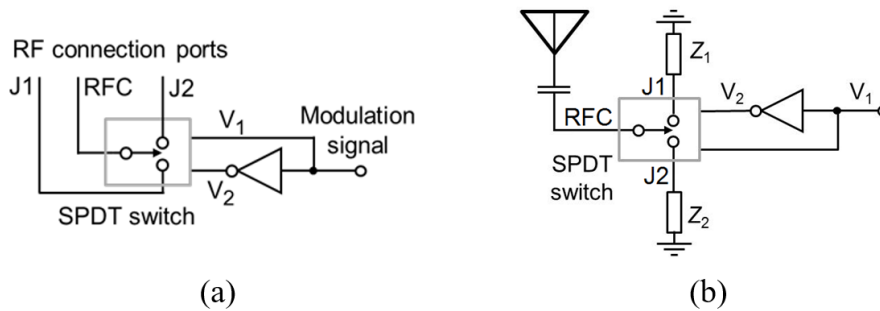 RF connection ports
J1
RFC
J2
V1
Modulation
signal
V2
SPDT switch
(a)
Z1
J1
V2
V1
RFC
SPDT
switch
J2
Z2
(b)